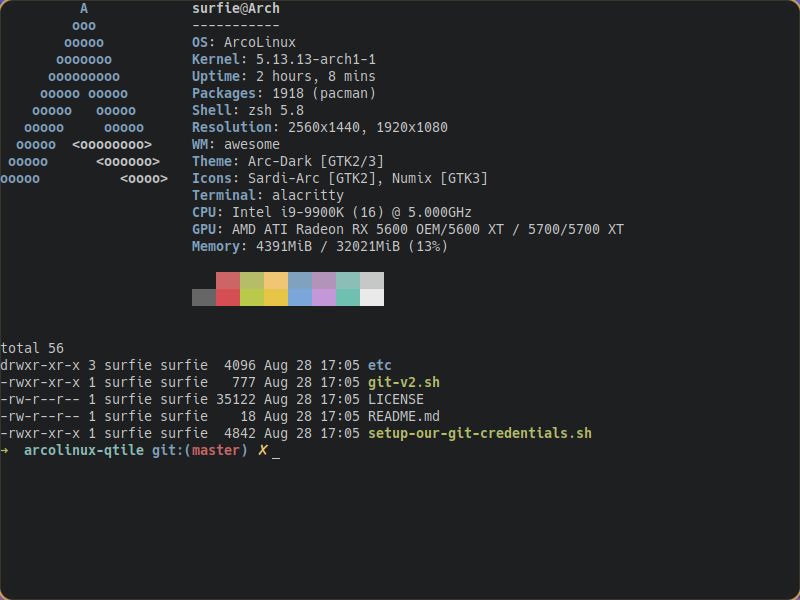 A             surfie@Arch
         ooo           -----------
        ooooo          OS: ArcoLinux
       ooooooo         Kernel: 5.13.13-arch1-1
      ooooooooo        Uptime: 2 hours, 8 mins
     ooooo ooooo       Packages: 1918 (pacman)
    ooooo   ooooo      Shell: zsh 5.8
   ooooo     ooooo     Resolution: 2560x1440, 1920x1080
  ooooo  <oooooooo>     WM: awesome
 ooooo      <oooooo>    Theme: Arc-Dark [GTK2/3]
ooooo          <oooo>   Icons: Sardi-Arc [GTK2], Numix [GTK3]
                        Terminal: alacritty
                        CPU: Intel i9-9900K (16) @ 5.000GHz
                        GPU: AMD ATI Radeon RX 5600 OEM/5600 XT / 5700/5700 XT
                        Memory: 4391MiB / 32021MiB (13%)
total 56
drwxr-xr-x 3 surfie surfie  4096 Aug 28 17:05 etc
-rwxr-xr-x 1 surfie surfie   777 Aug 28 17:05 git-v2.sh
-rw-r--r-- 1 surfie surfie 35122 Aug 28 17:05 LICENSE
-rw-r--r-- 1 surfie surfie    18 Aug 28 17:05 README.md
-rwxr-xr-x 1 surfie surfie  4842 Aug 28 17:05 setup-our-git-credentials.sh
→  arcolinux-qtile git:(master) ✗ _